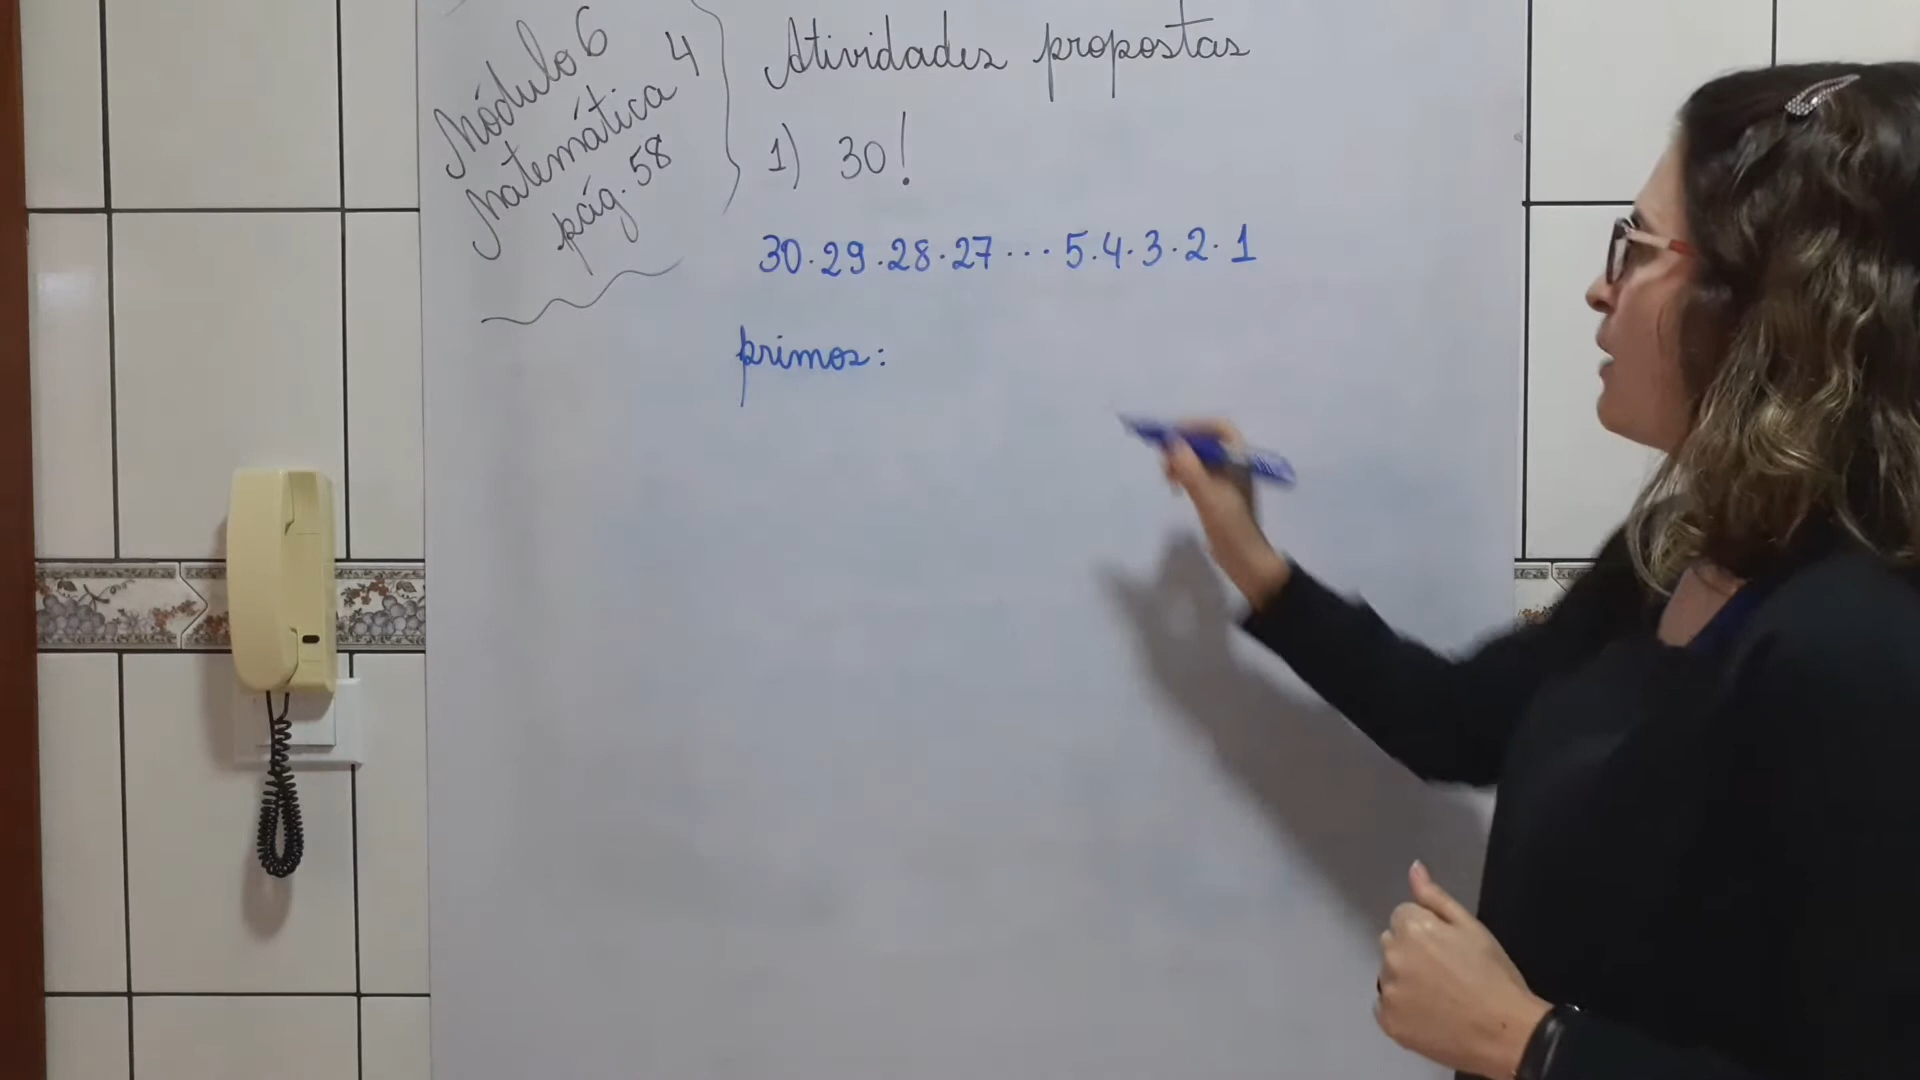 Módulo 6
Matemática 4
pág. 58
Atividades propostas
1) 30!
30.29.28.27...5.4.3.2.1
primos: